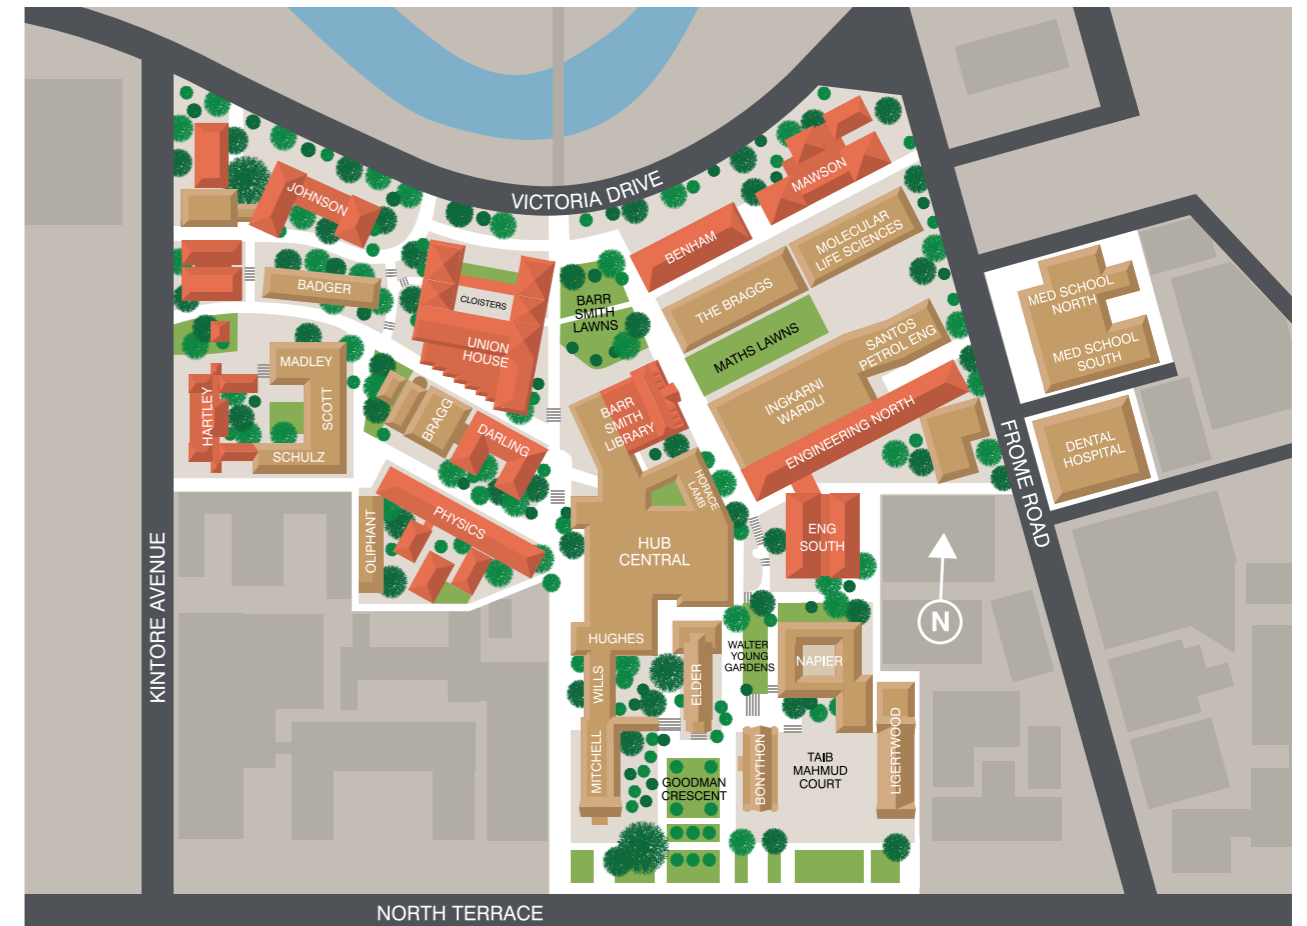 VICTORIA DRIVE
JOHNSON
MAWSON
BENHAM
MOLECULAR
LIFE SCIENCES
BADGER
CLOISTERS
BARR
SMITH
LAWNS
THE BRAGGS
MED SCHOOL
NORTH
UNION
HOUSE
MATHS LAWNS
SANTOS
PETROL ENG
MED SCHOOL
SOUTH
MADLEY
HARTLEY
SCOTT
SCHULZ
BRAGG
DARLING
BARR
SMITH
LIBRARY
INGKARNI
WARDLI
ENGINEERING NORTH
DENTAL
HOSPITAL
FROME ROAD
HORACE
LAMB
PHYSICS
OLIPHANT
HUB
CENTRAL
ENG
SOUTH
KINTORE AVENUE
N
HUGHES
WALTER
YOUNG
GARDENS
NAPIER
WILLS
ELDER
MITCHELL
GOODMAN
CRESCENT
BONYTHON
TAIB
MAHMUD
COURT
LIGERTWOOD
NORTH TERRACE